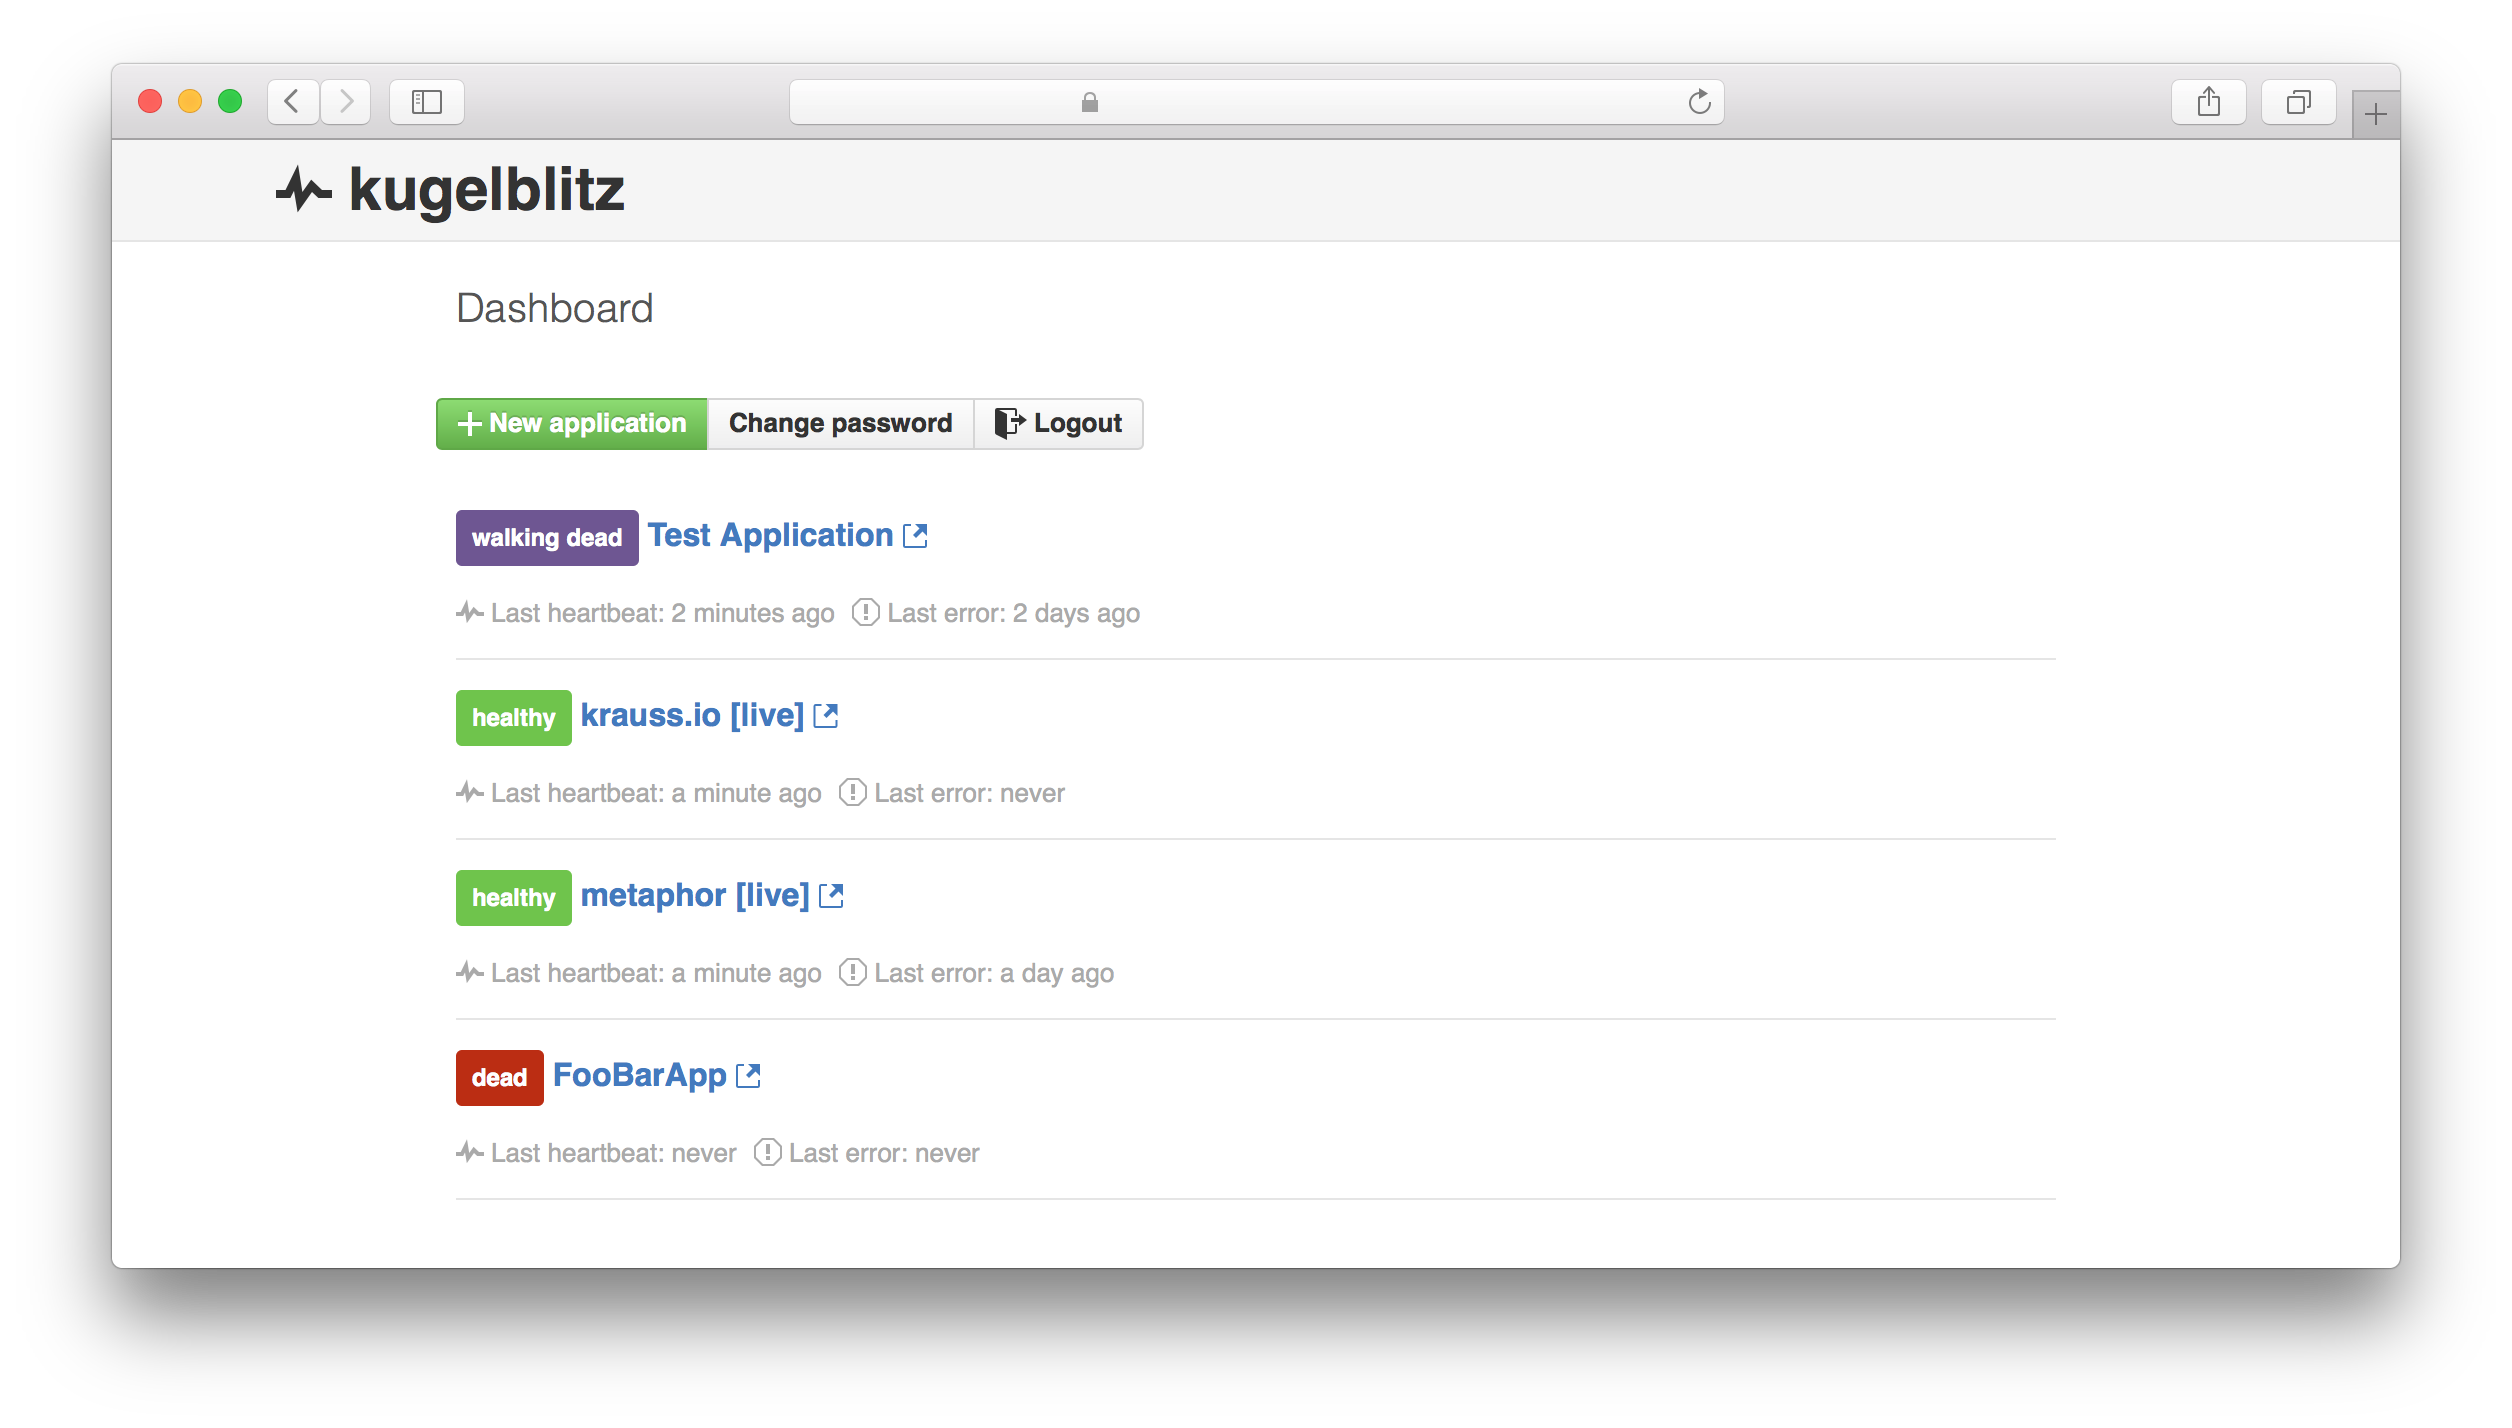 kugelblitz
Dashboard
New application Change password Logout
walking dead Test Application
Last heartbeat: 2 minutes ago Last error: 2 days ago
healthy krauss.io [live]
Last heartbeat: a minute ago Last error: never
healthy metaphor [live]
Last heartbeat: a minute ago Last error: a day ago
dead FooBarApp
Last heartbeat: never Last error: never